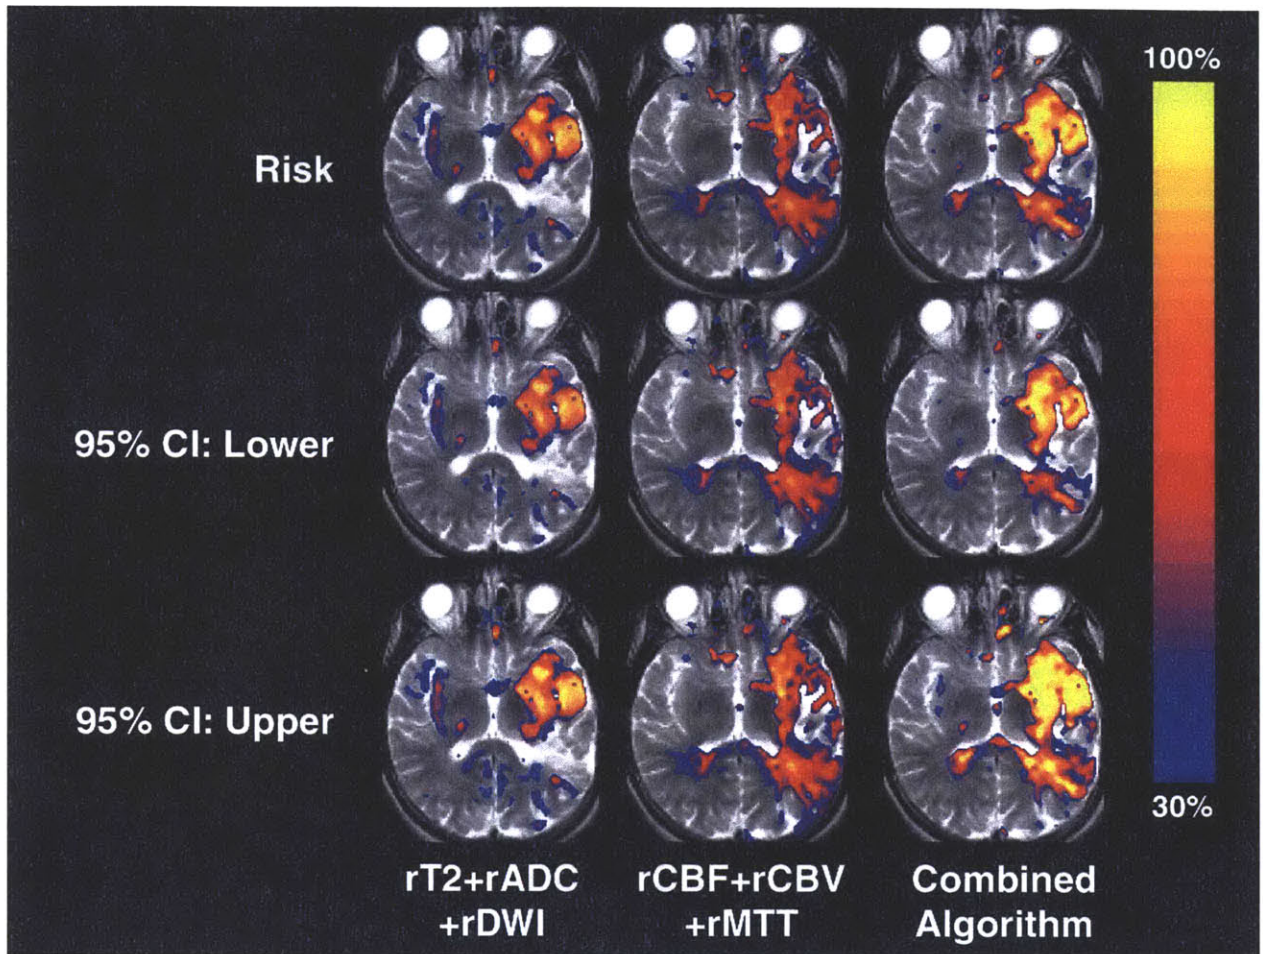 100%
Risk
95% CI: Lower
95% CI: Upper
30%
rT2+rADC
+rDWI
rCBF+rCBV
+rMTT
Combined
Algorithm